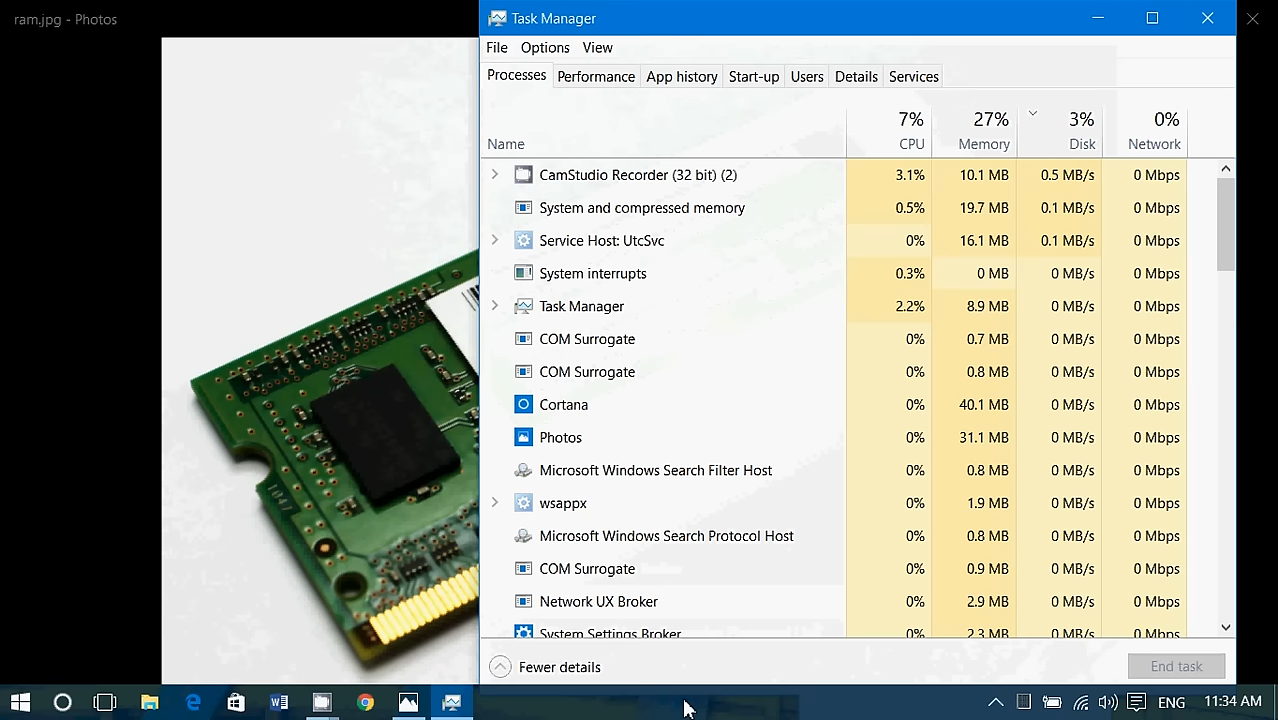 ram.jpg - Photos
Task Manager
File Options View
Processes Performance App history Start-up Users Details Services
7% 27% 3% 0%
Name CPU Memory Disk Network
CamStudio Recorder (32 bit) (2) 3.1% 10.1 MB 0.5 MB/s 0 Mbps
System and compressed memory 0.5% 19.7 MB 0.1 MB/s 0 Mbps
Service Host: UtcSvc 0% 16.1 MB 0.1 MB/s 0 Mbps
System interrupts 0.3% 0 MB 0 MB/s 0 Mbps
Task Manager 2.2% 8.9 MB 0 MB/s 0 Mbps
COM Surrogate 0% 0.7 MB 0 MB/s 0 Mbps
COM Surrogate 0% 0.8 MB 0 MB/s 0 Mbps
Cortana 0% 40.1 MB 0 MB/s 0 Mbps
Photos 0% 31.1 MB 0 MB/s 0 Mbps
Microsoft Windows Search Filter Host 0% 0.8 MB 0 MB/s 0 Mbps
wsappx 0% 1.9 MB 0 MB/s 0 Mbps
Microsoft Windows Search Protocol Host 0% 0.8 MB 0 MB/s 0 Mbps
COM Surrogate 0% 0.9 MB 0 MB/s 0 Mbps
Network UX Broker 0% 2.9 MB 0 MB/s 0 Mbps
System Settings Broker 0% 2.3 MB 0 MB/s 0 Mbps
Fewer details End task
ENG 11:34 AM